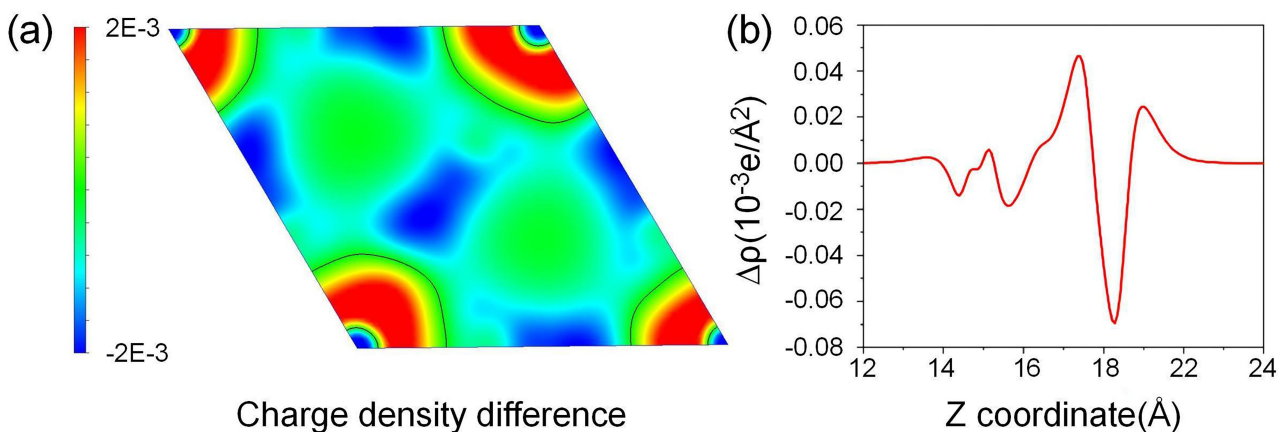 (a)
2E-3
-2E-3
Charge density difference
(b)
Δρ(10⁻³e/Å²)
0.06
0.04
0.02
0.00
-0.02
-0.04
-0.06
-0.08
12 14 16 18 20 22 24
Z coordinate(Å)